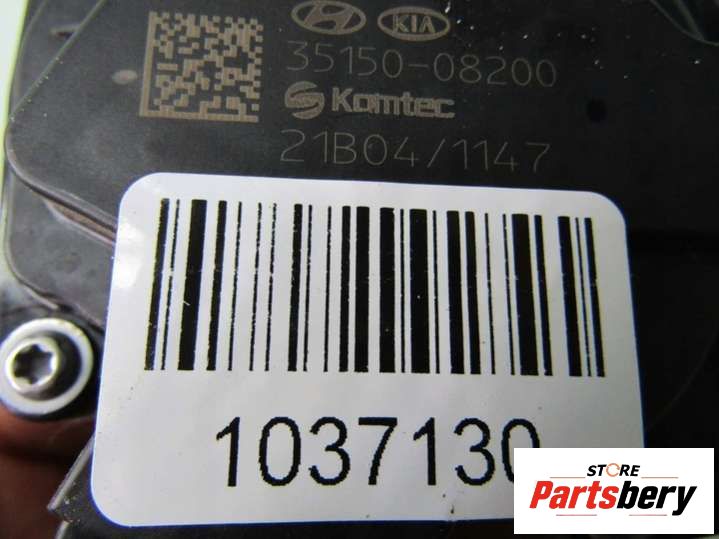 KIA
35150-08200
Komtec
21B04/1147
1037130
STORE
Partsbery